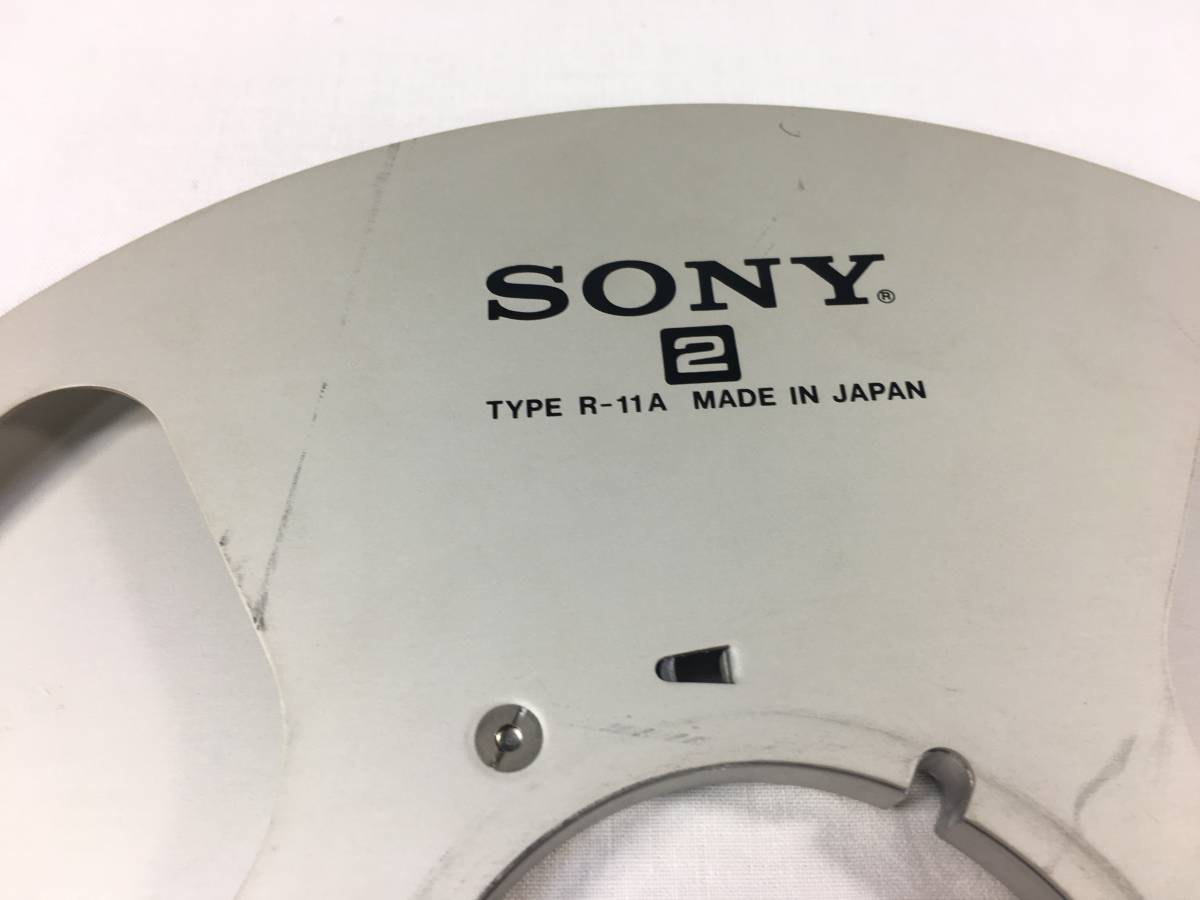 SONY®
2
TYPE R-11A MADE IN JAPAN